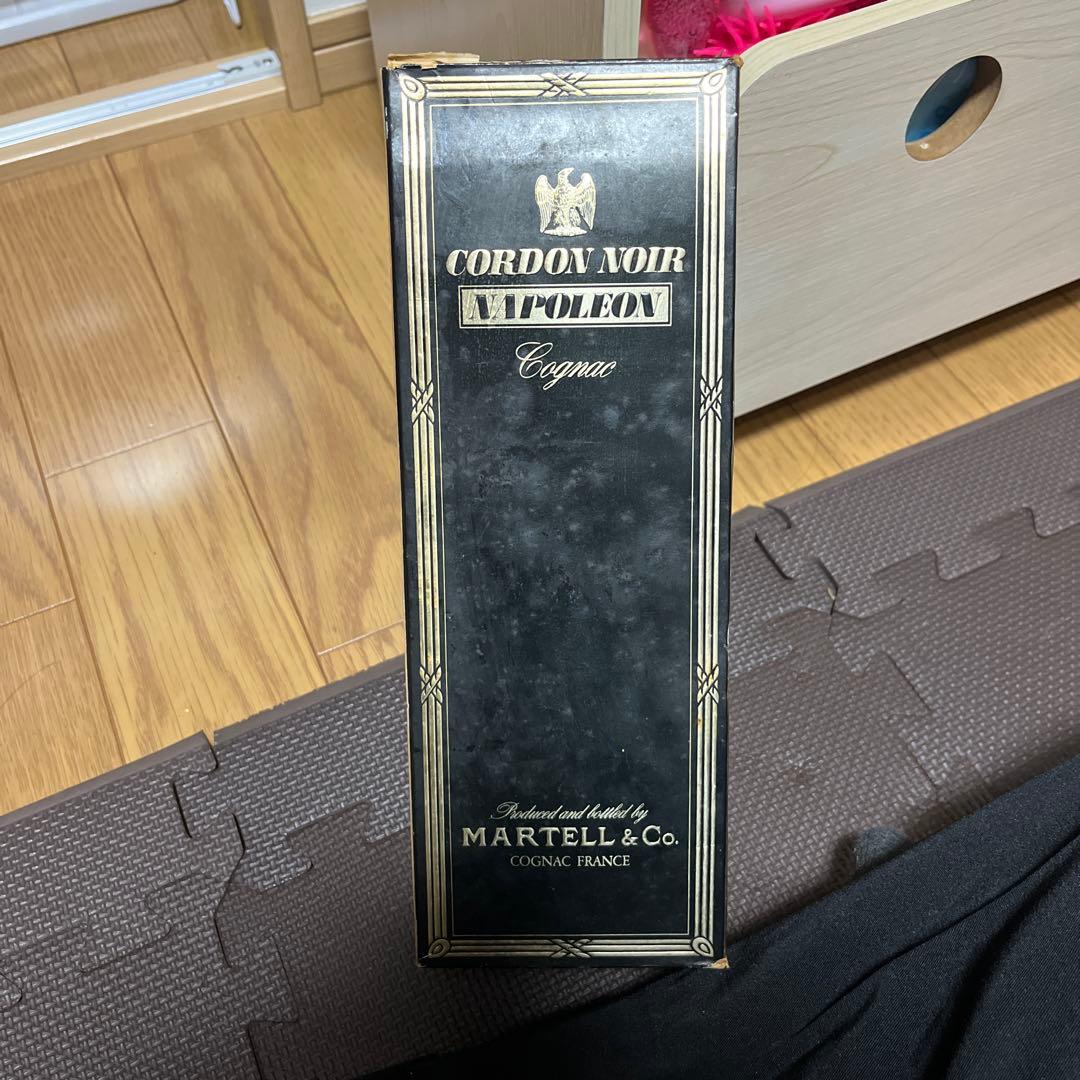 CORDON NOIR
NAPOLEON
Cognac
Produced and bottled by
MARTELL & Co.
COGNAC FRANCE